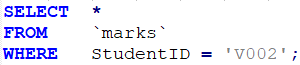 SELECT *
FROM `marks`
WHERE StudentID = 'V002';